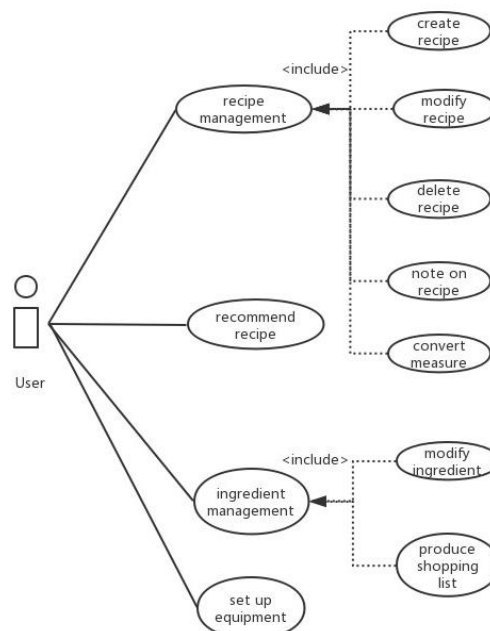 create
recipe
<include>
recipe
management
modify
recipe
delete
recipe
note on
recipe
recommend
recipe
convert
measure
User
<include>
modify
ingredient
ingredient
management
produce
shopping
list
set up
equipment